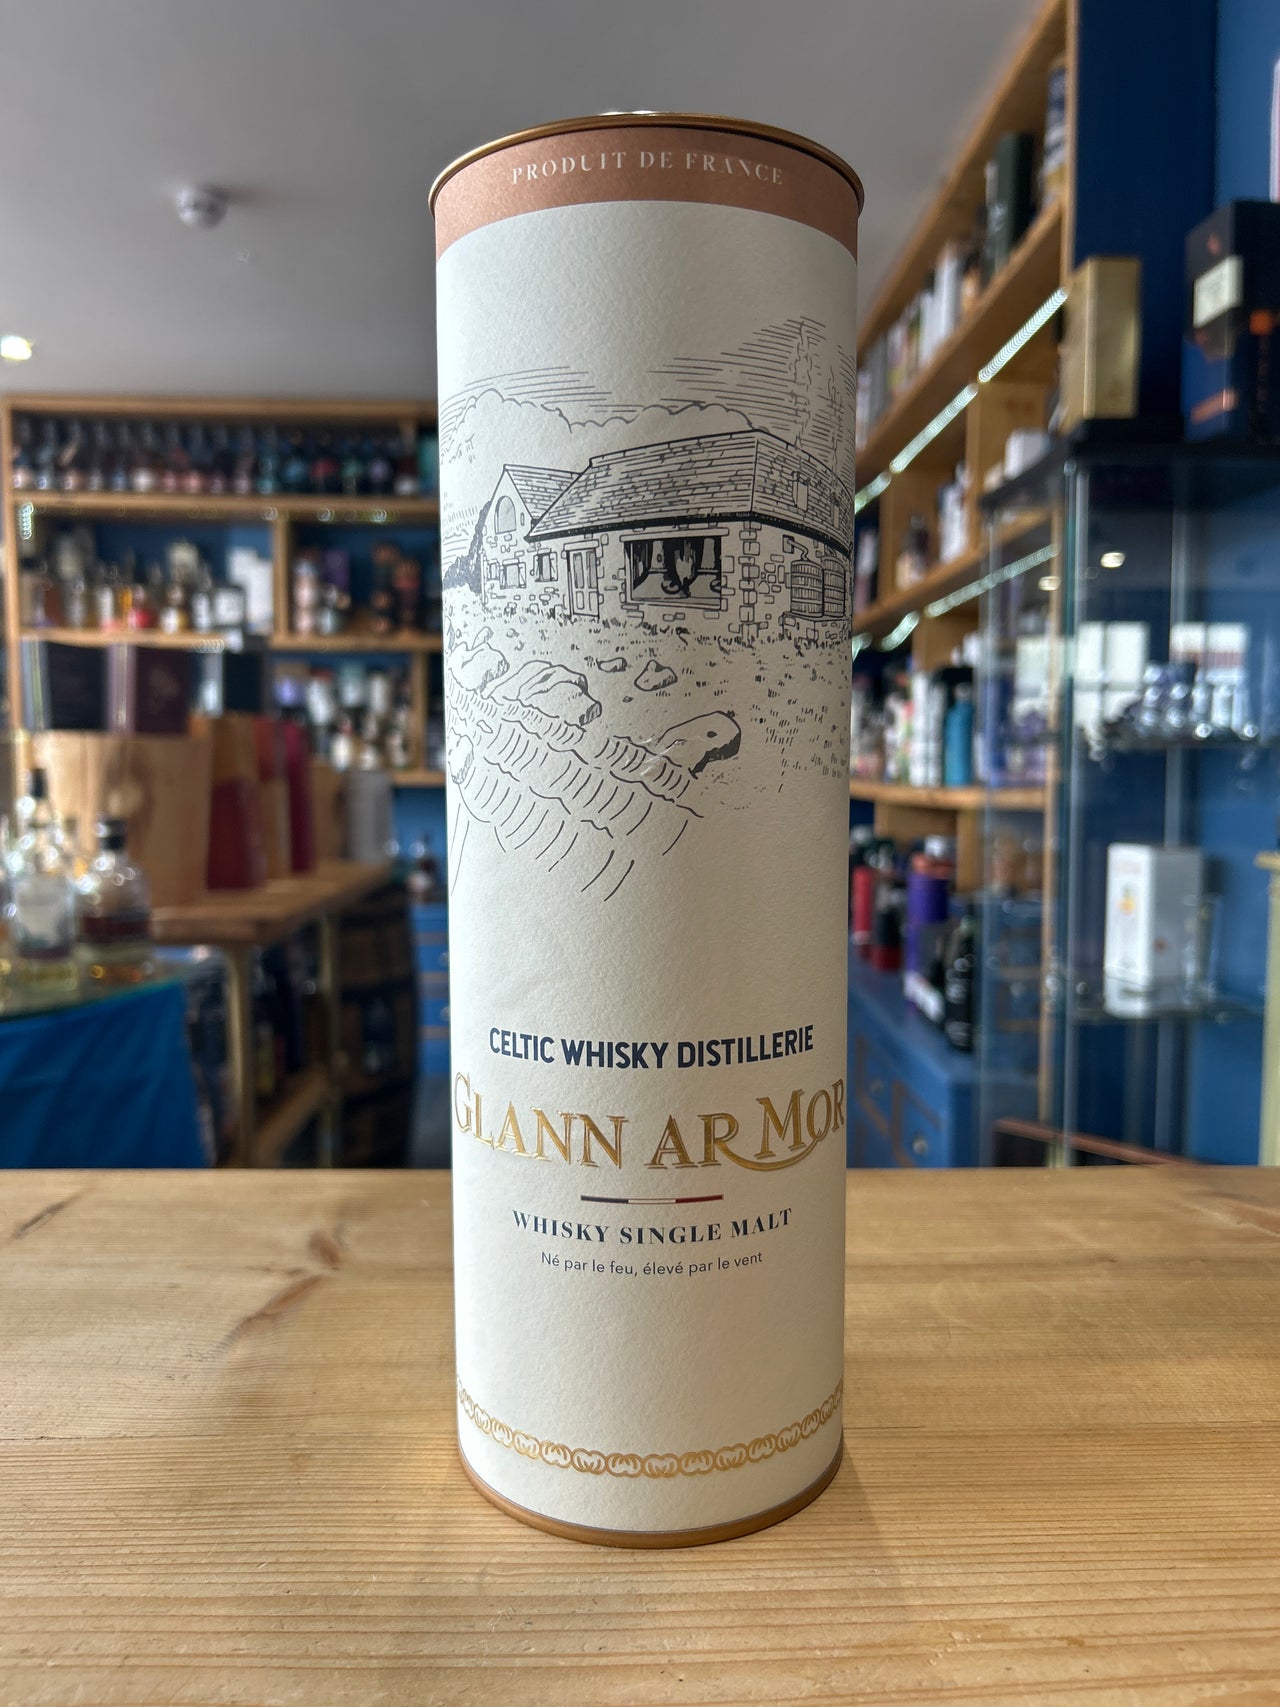 PRODUIT DE FRANCE
CELTIC WHISKY DISTILLERIE
GLANN AR MOR
WHISKY SINGLE MALT
Né par le feu, élevé par le vent